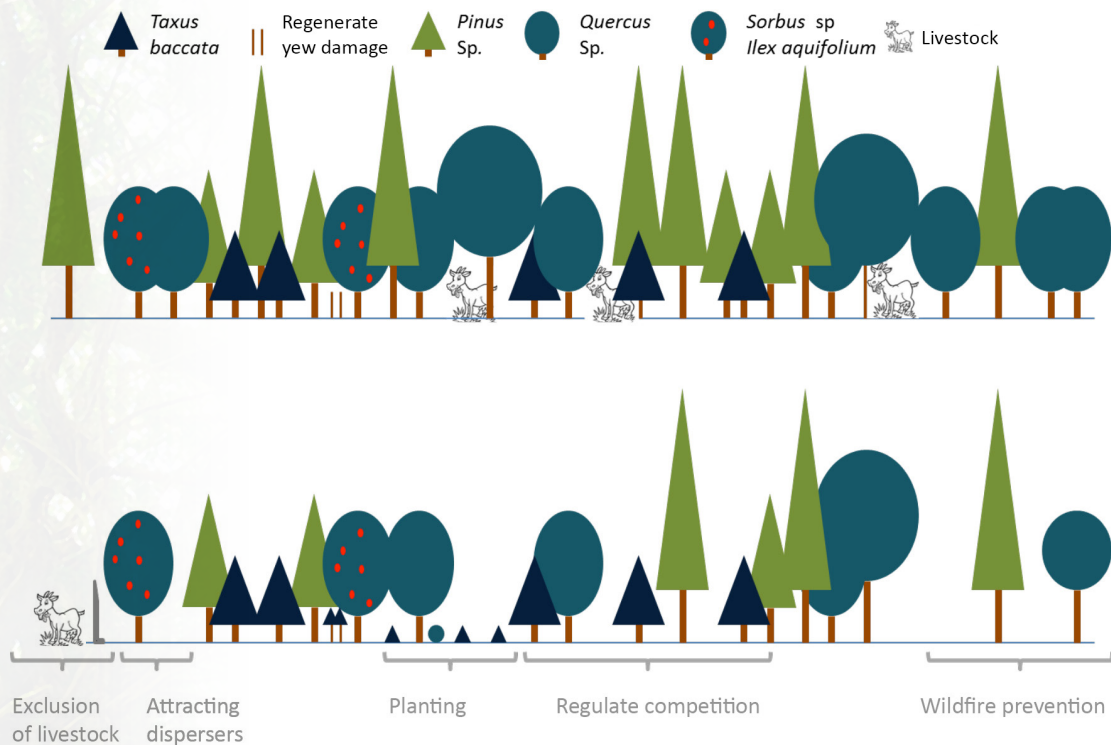 Taxus
baccata
Regenerate
yew damage
Pinus
Sp.
Quercus
Sp.
Sorbus sp
Ilex aquifolium
Livestock
Exclusion
of livestock
Attracting
dispersers
Planting
Regulate competition
Wildfire prevention